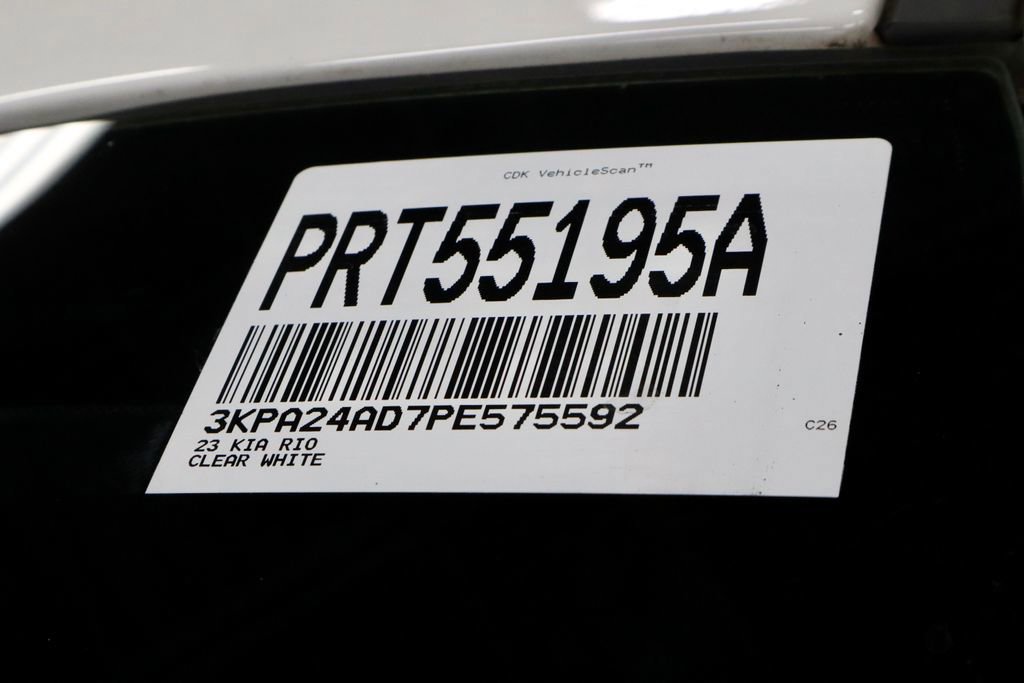 CDK VehicleScan™
PRT55195A
3KPA24AD7PE575592
23 KIA RIO
CLEAR WHITE
C26